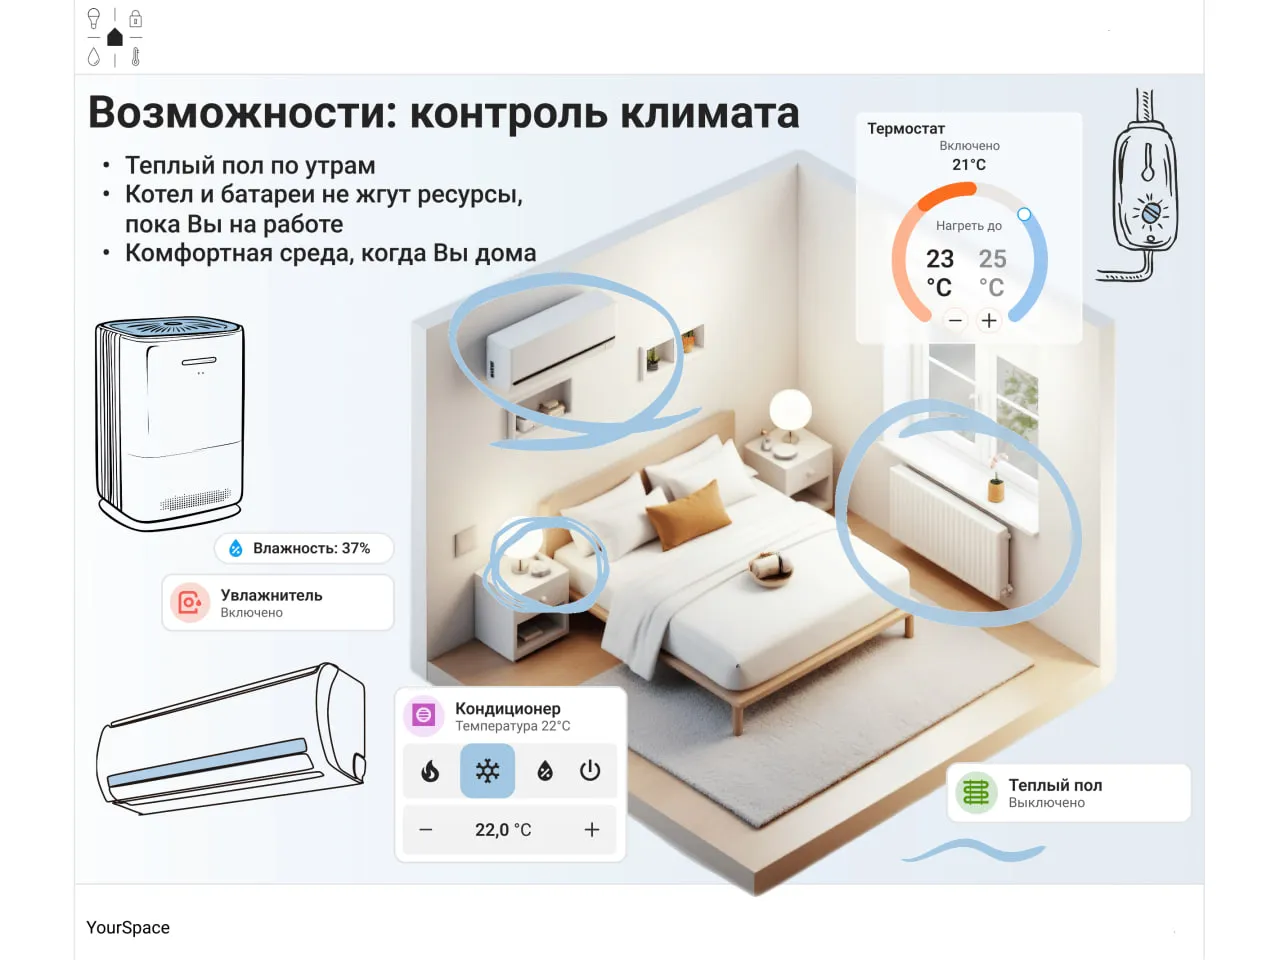 Возможности: контроль климата
• Теплый пол по утрам
• Котел и батареи не жгут ресурсы,
пока Вы на работе
• Комфортная среда, когда Вы дома
Термостат
Включено
21°C
Нагреть до
23 25
°C °C
− +
Влажность: 37%
Увлажнитель
Включено
Кондиционер
Температура 22°C
− 22,0 °C +
Теплый пол
Выключено
YourSpace